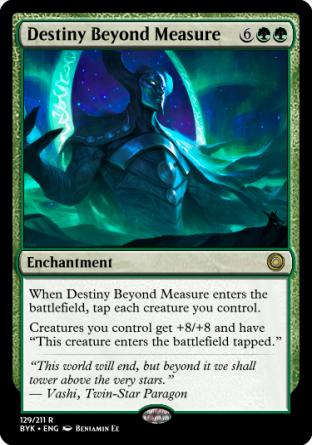 Destiny Beyond Measure 6
Enchantment
When Destiny Beyond Measure enters the
battlefield, tap each creature you control.
Creatures you control get +8/+8 and have
“This creature enters the battlefield tapped.”
“This world will end, but beyond it we shall
tower above the very stars.”
— Vashi, Twin-Star Paragon
129/211 R
BYK • ENG Benjamin Ee